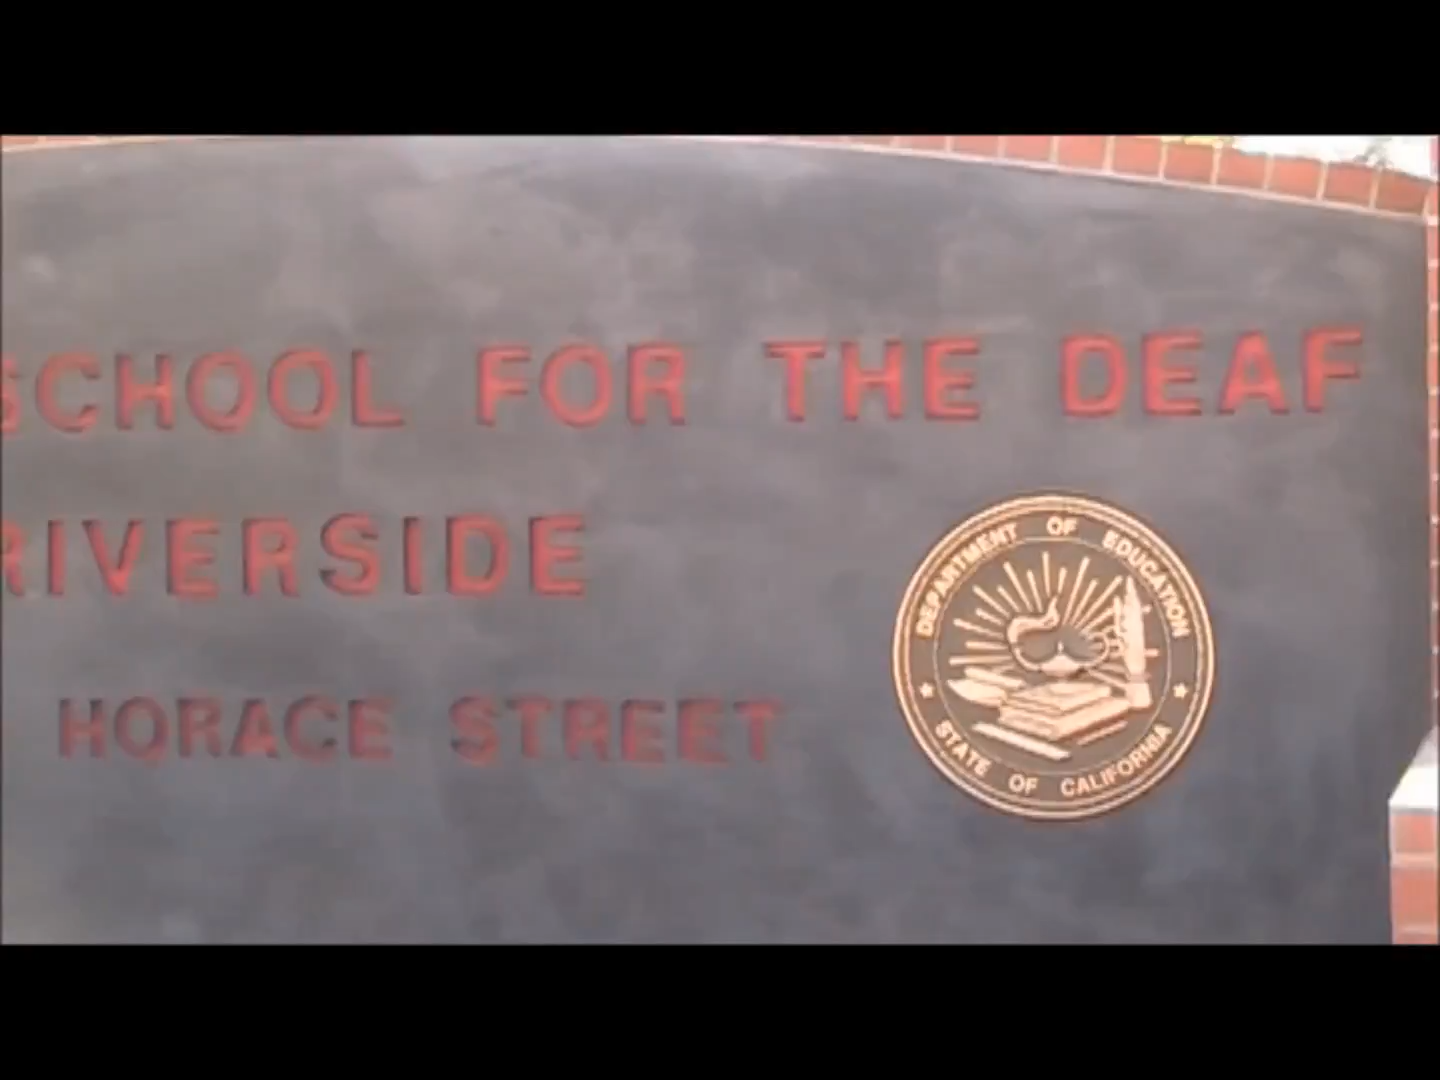 SCHOOL FOR THE DEAF
RIVERSIDE
HORACE STREET
DEPARTMENT OF EDUCATION
STATE OF CALIFORNIA